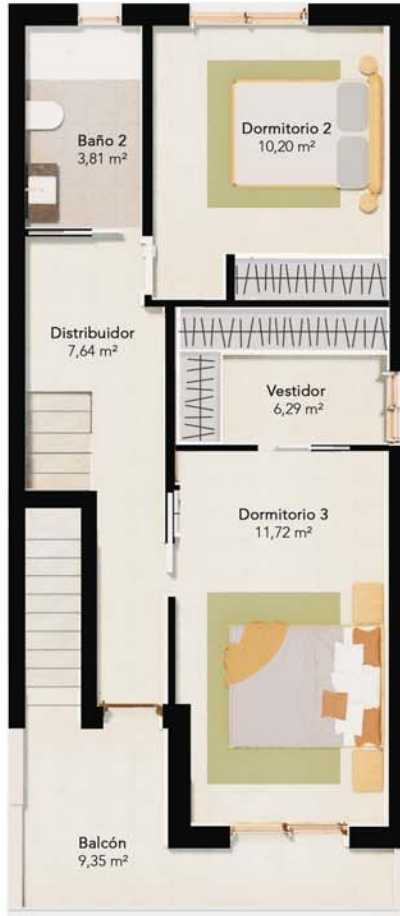 Baño 2
3,81 m²
Dormitorio 2
10,20 m²
Distribuidor
7,64 m²
Vestidor
6,29 m²
Dormitorio 3
11,72 m²
Balcón
9,35 m²